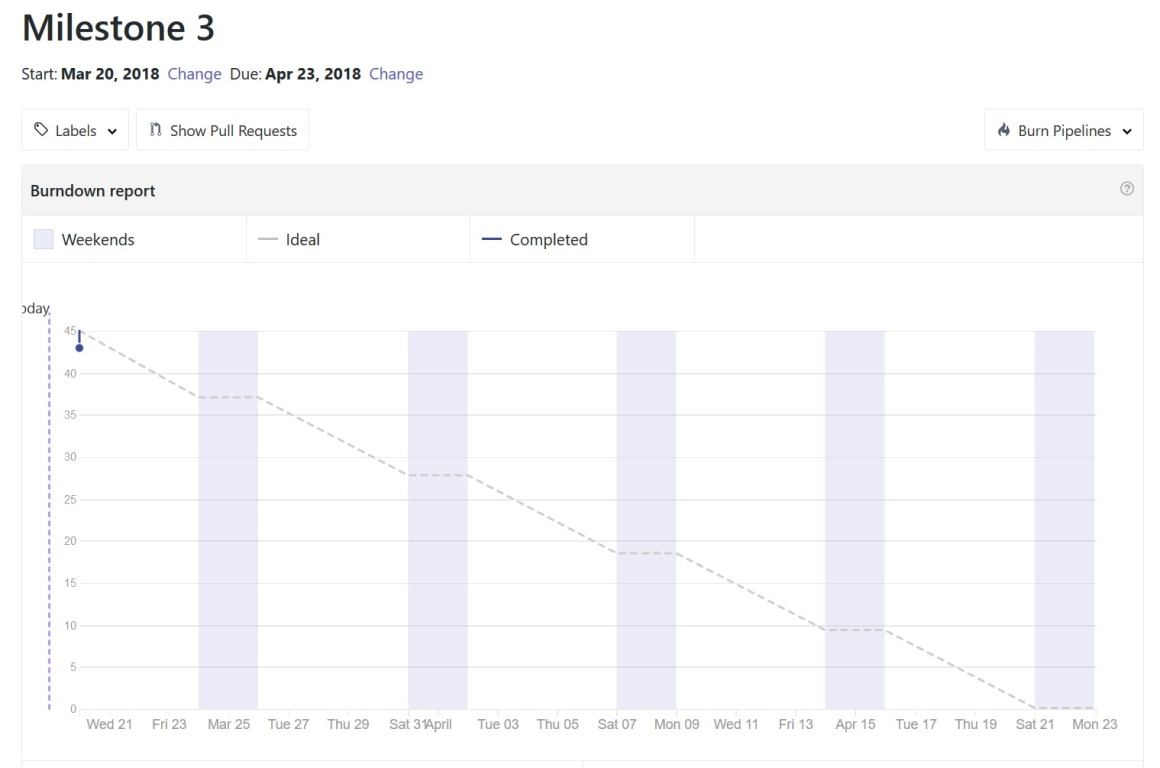 Milestone 3
Start: Mar 20, 2018 Change Due: Apr 23, 2018 Change
Labels Show Pull Requests Burn Pipelines
Burndown report
Weekends Ideal Completed
oday
45
40
35
30
25
20
15
10
5
0
Wed 21 Fri 23 Mar 25 Tue 27 Thu 29 Sat 31 April Tue 03 Thu 05 Sat 07 Mon 09 Wed 11 Fri 13 Apr 15 Tue 17 Thu 19 Sat 21 Mon 23